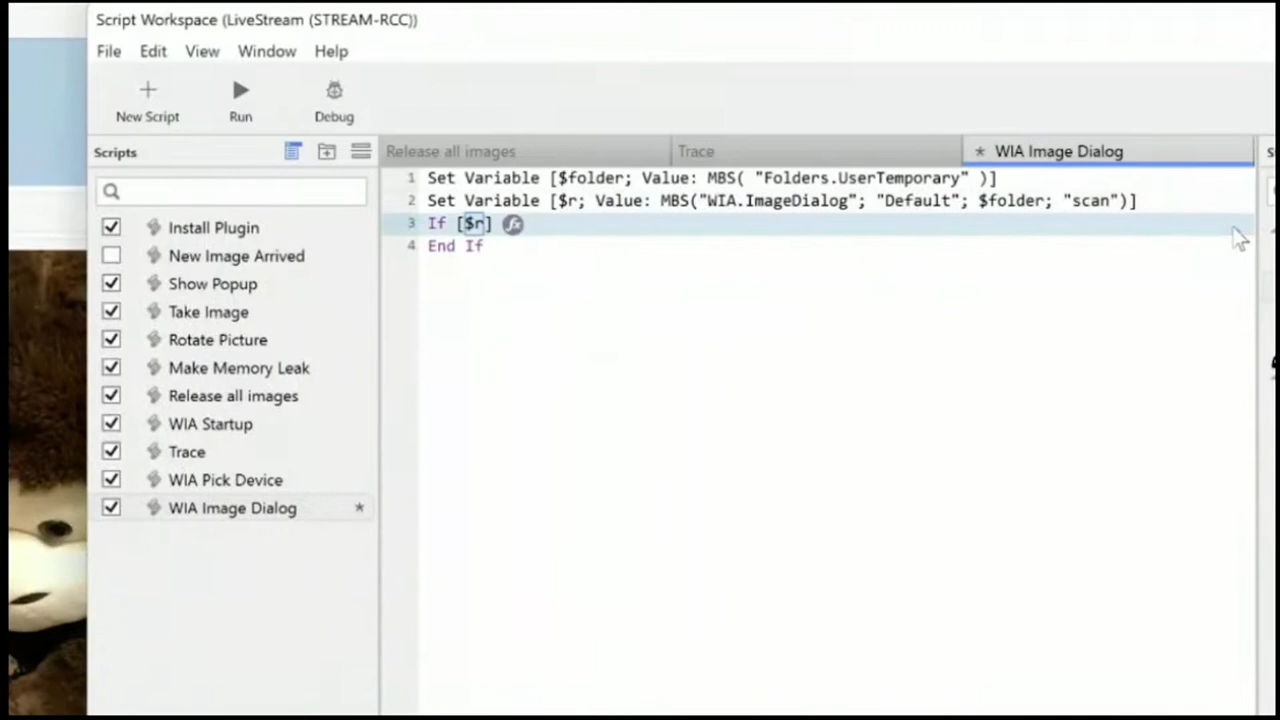 Script Workspace (LiveStream (STREAM-RCC))
File Edit View Window Help
New Script Run Debug
Scripts
Release all images Trace * WIA Image Dialog
1 Set Variable [$folder; Value: MBS( "Folders.UserTemporary" )]
2 Set Variable [$r; Value: MBS("WIA.ImageDialog"; "Default"; $folder; "scan")]
3 If [$r] fx
4 End If
Install Plugin
New Image Arrived
Show Popup
Take Image
Rotate Picture
Make Memory Leak
Release all images
WIA Startup
Trace
WIA Pick Device
WIA Image Dialog *